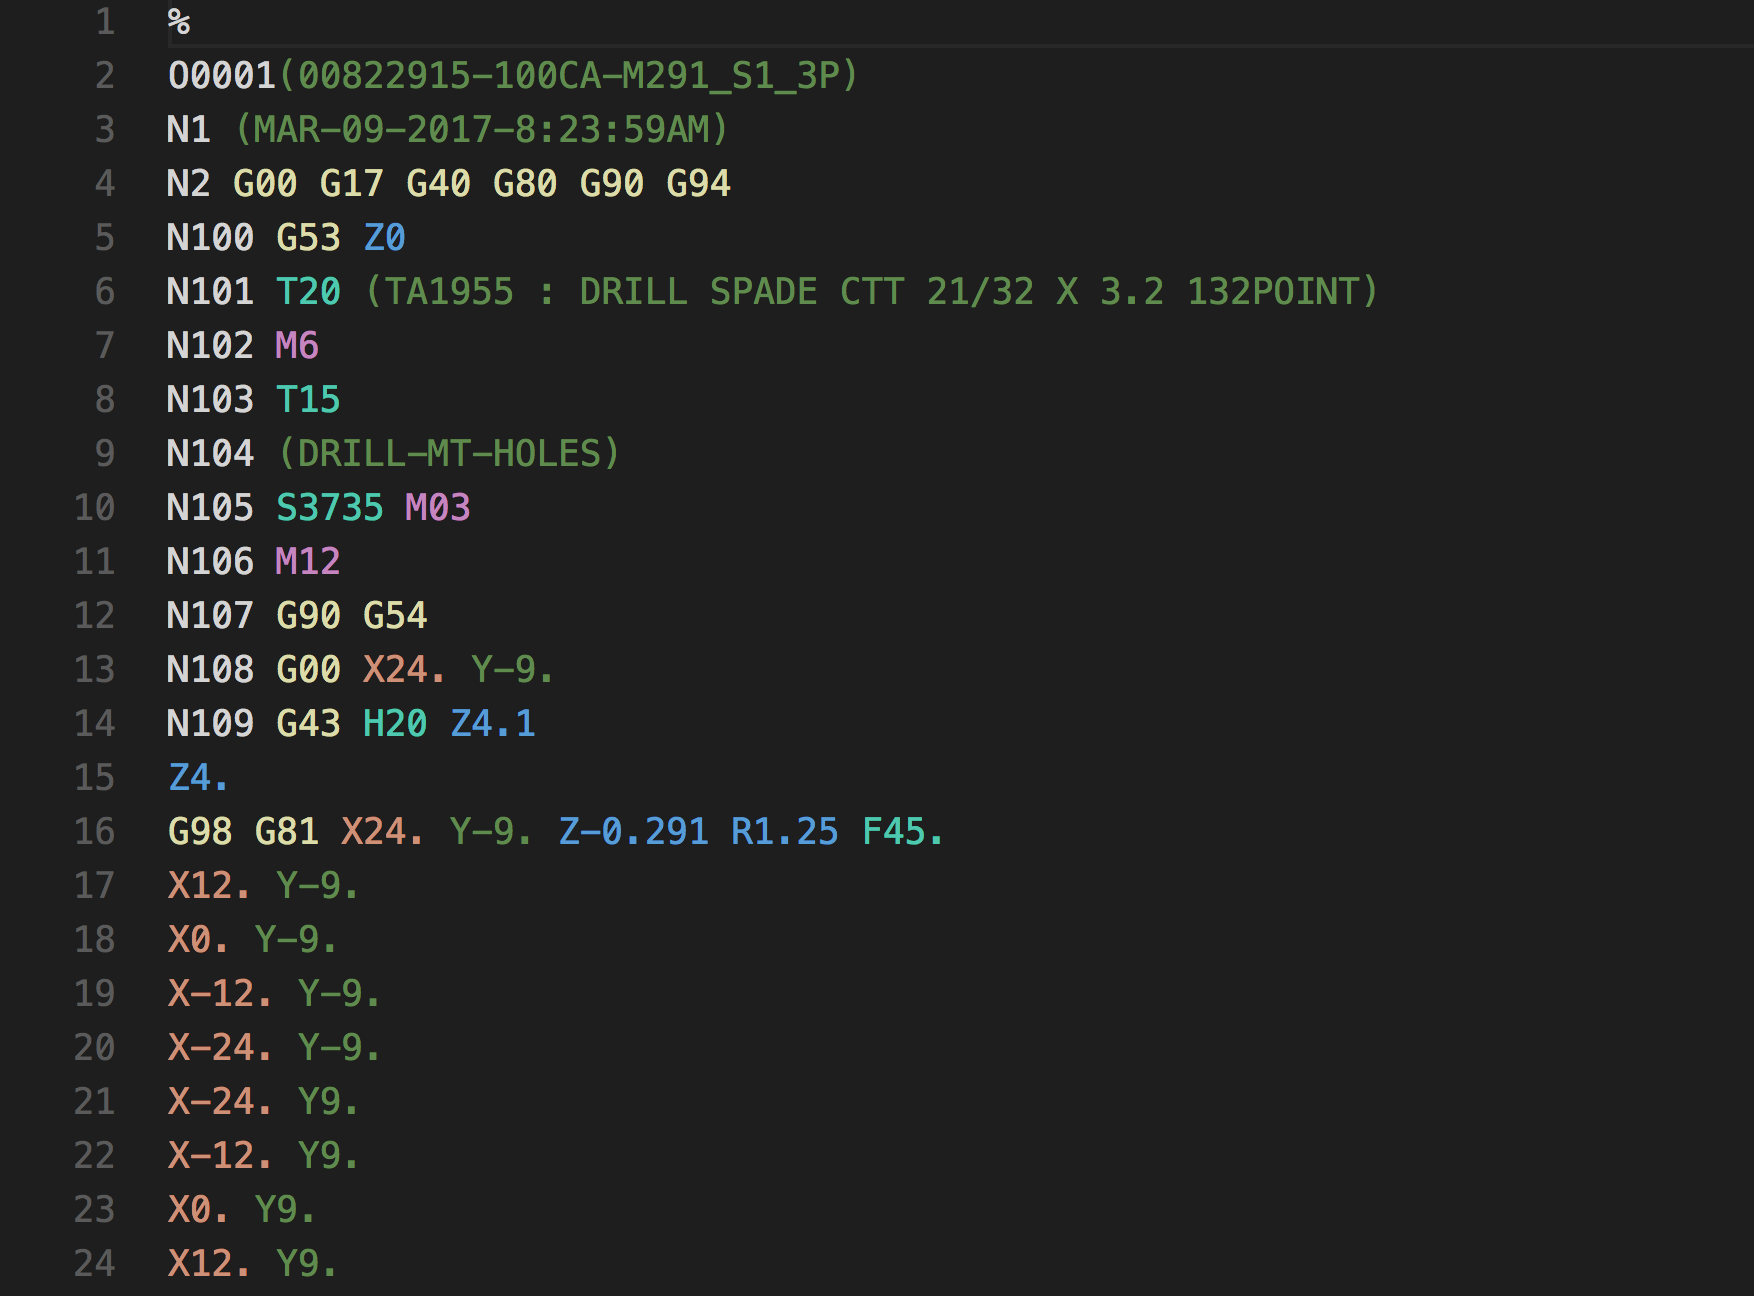 1 %
2 O0001(00822915-100CA-M291_S1_3P)
3 N1 (MAR-09-2017-8:23:59AM)
4 N2 G00 G17 G40 G80 G90 G94
5 N100 G53 Z0
6 N101 T20 (TA1955 : DRILL SPADE CTT 21/32 X 3.2 132POINT)
7 N102 M6
8 N103 T15
9 N104 (DRILL-MT-HOLES)
10 N105 S3735 M03
11 N106 M12
12 N107 G90 G54
13 N108 G00 X24. Y-9.
14 N109 G43 H20 Z4.1
15 Z4.
16 G98 G81 X24. Y-9. Z-0.291 R1.25 F45.
17 X12. Y-9.
18 X0. Y-9.
19 X-12. Y-9.
20 X-24. Y-9.
21 X-24. Y9.
22 X-12. Y9.
23 X0. Y9.
24 X12. Y9.